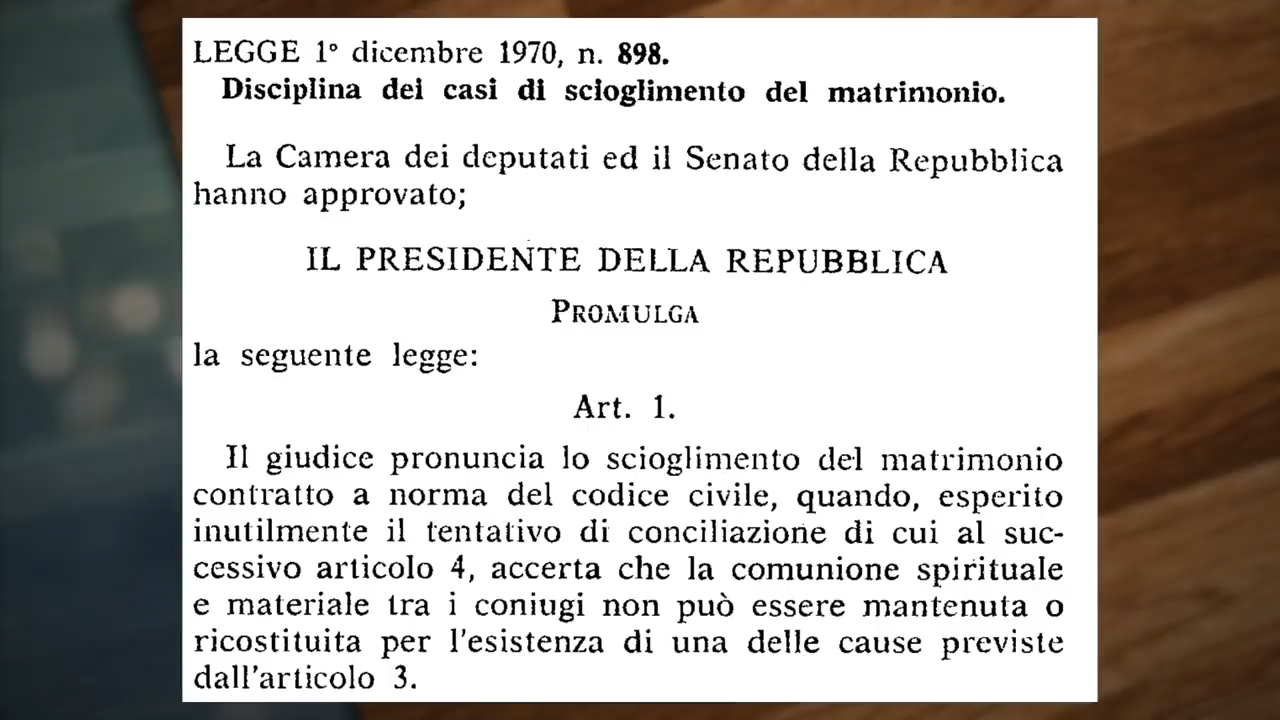 LEGGE 1° dicembre 1970, n. 898.
Disciplina dei casi di scioglimento del matrimonio.
La Camera dei deputati ed il Senato della Repubblica
hanno approvato;
IL PRESIDENTE DELLA REPUBBLICA
PROMULGA
la seguente legge:
Art. 1.
Il giudice pronuncia lo scioglimento del matrimonio
contratto a norma del codice civile, quando, esperito
inutilmente il tentativo di conciliazione di cui al suc-
cessivo articolo 4, accerta che la comunione spirituale
e materiale tra i coniugi non può essere mantenuta o
ricostituita per l'esistenza di una delle cause previste
dall'articolo 3.